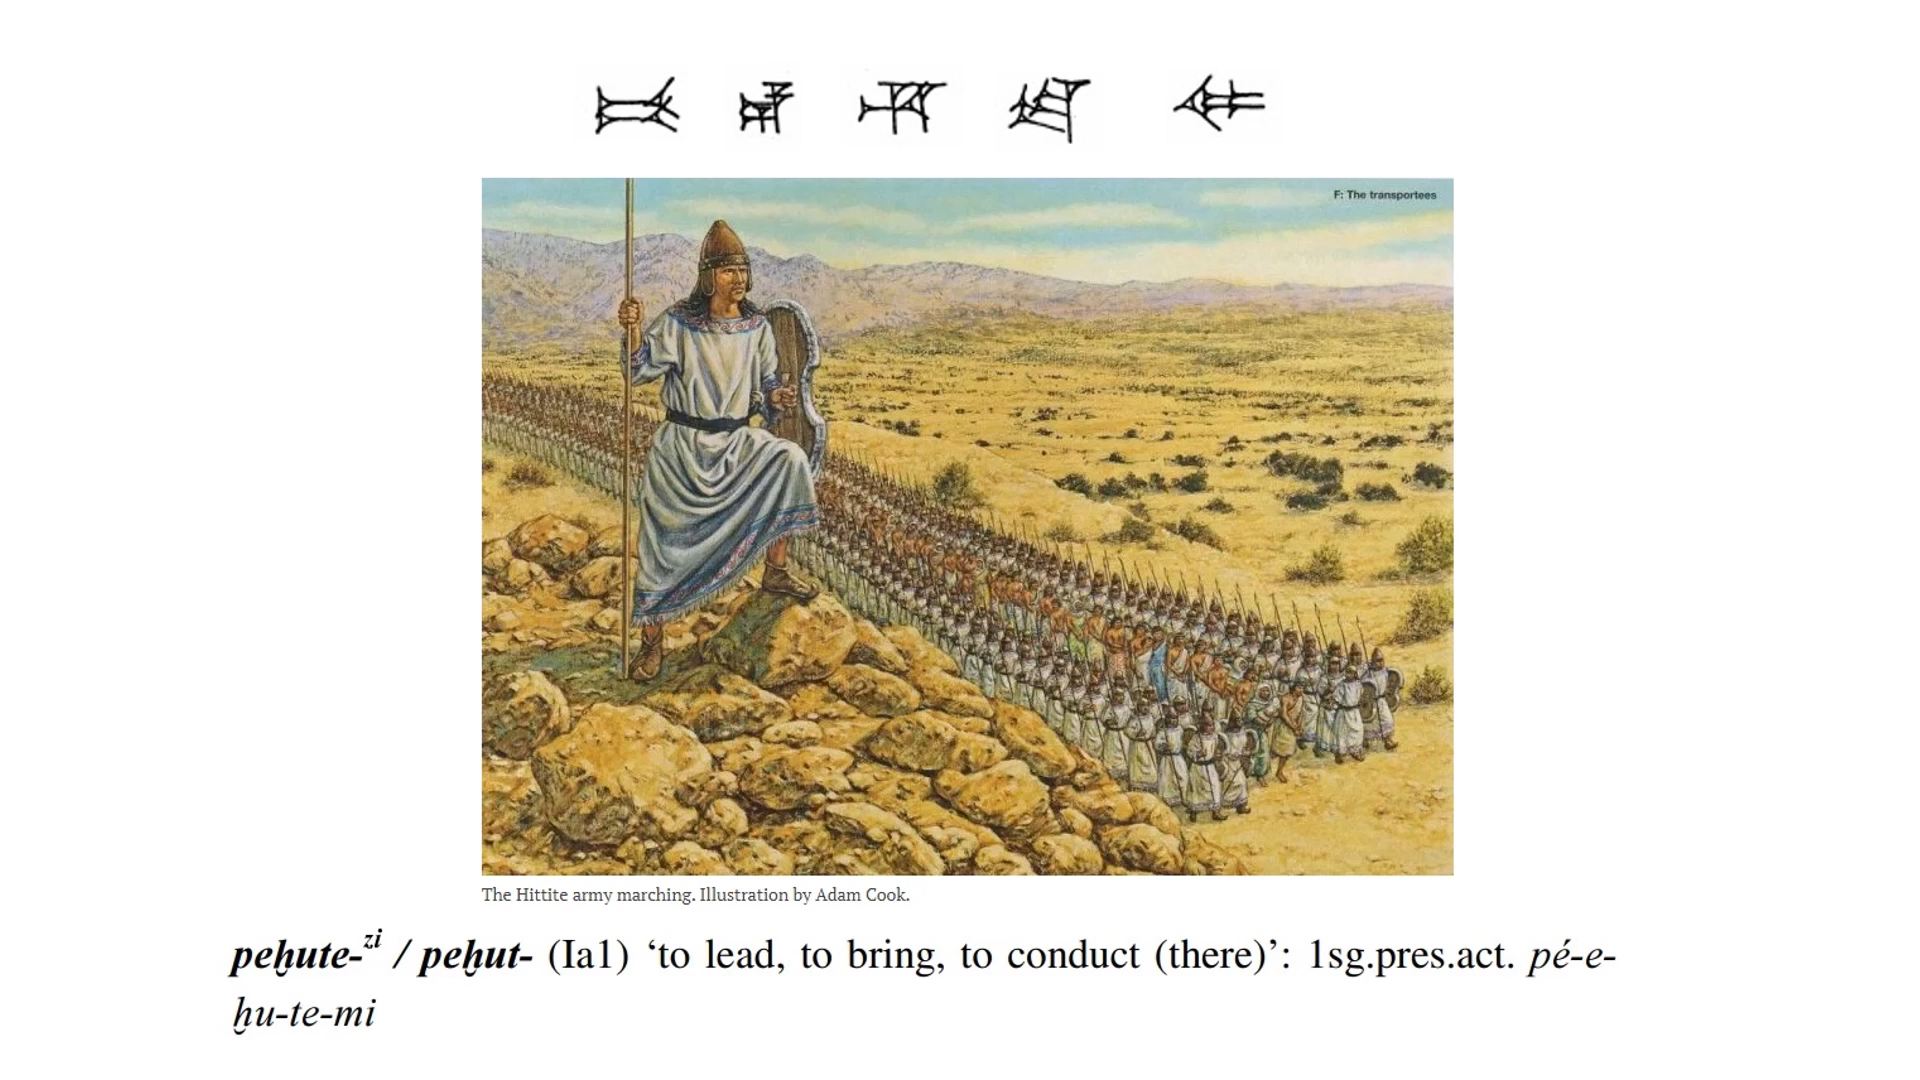 𒁉 𒂊 𒄷 𒋼 𒈪
F: The transportees
The Hittite army marching. Illustration by Adam Cook.
peḫute-ᶻⁱ / peḫut- (Ia1) ‘to lead, to bring, to conduct (there)’: 1sg.pres.act. pé-e-
ḫu-te-mi